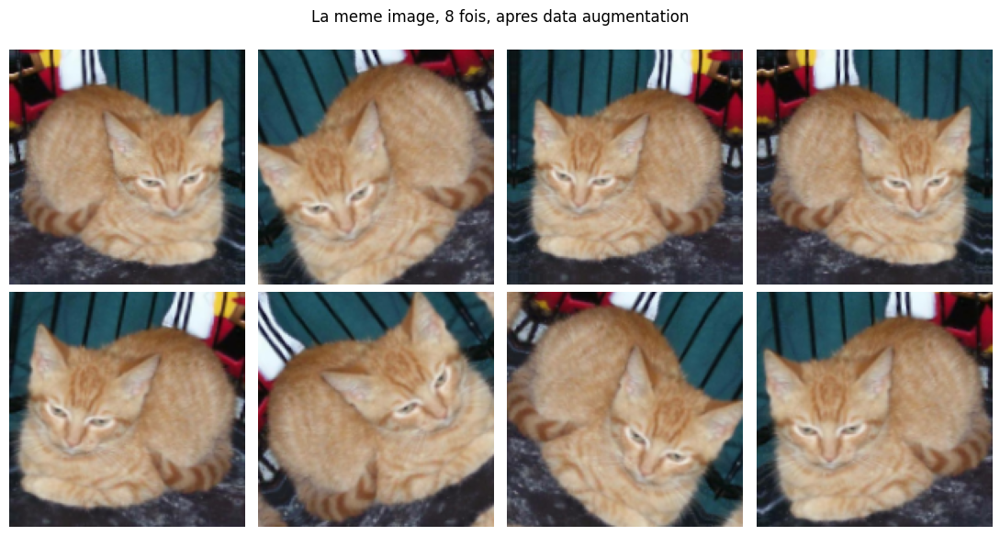 La meme image, 8 fois, apres data augmentation